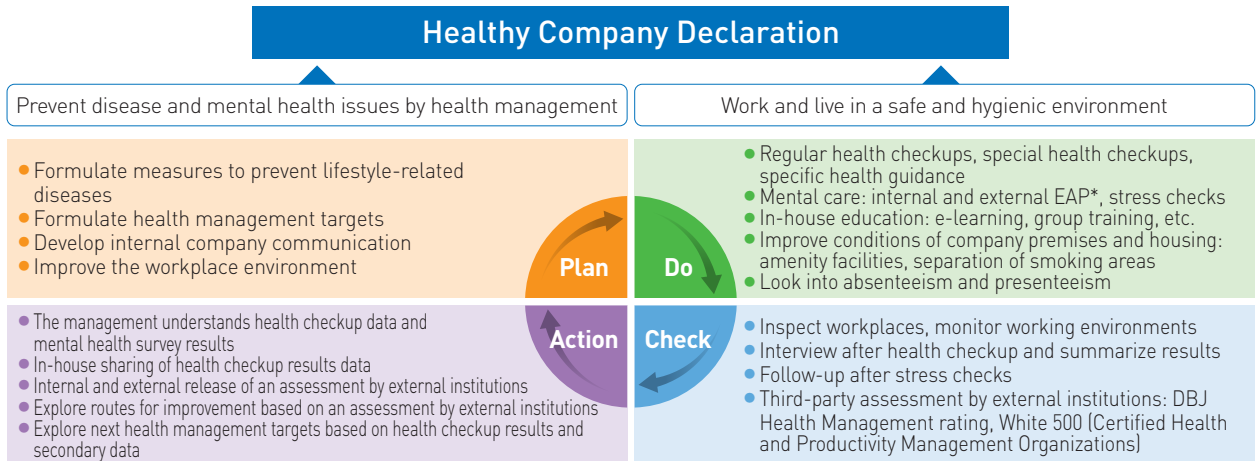 Healthy Company Declaration
Prevent disease and mental health issues by health management
Work and live in a safe and hygienic environment
● Formulate measures to prevent lifestyle-related
diseases
● Formulate health management targets
● Develop internal company communication
● Improve the workplace environment
Plan
● Regular health checkups, special health checkups,
specific health guidance
● Mental care: internal and external EAP*, stress checks
● In-house education: e-learning, group training, etc.
● Improve conditions of company premises and housing:
amenity facilities, separation of smoking areas
● Look into absenteeism and presenteeism
Do
● The management understands health checkup data and
mental health survey results
● In-house sharing of health checkup results data
● Internal and external release of an assessment by external institutions
● Explore routes for improvement based on an assessment by external institutions
● Explore next health management targets based on health checkup results and
secondary data
Action
Check
● Inspect workplaces, monitor working environments
● Interview after health checkup and summarize results
● Follow-up after stress checks
● Third-party assessment by external institutions: DBJ
Health Management rating, White 500 (Certified Health
and Productivity Management Organizations)